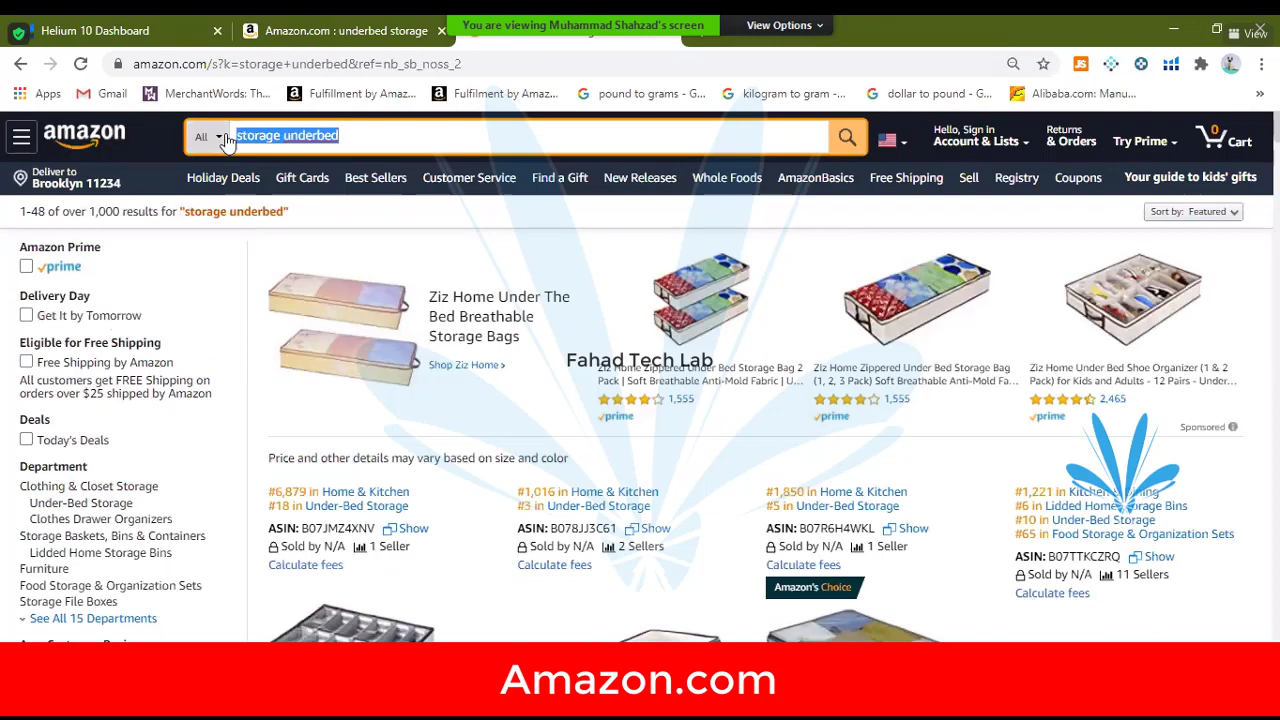 You are viewing Muhammad Shahzad's screen
View Options
Helium 10 Dashboard
Amazon.com : underbed storage
View
amazon.com/s?k=storage+underbed&ref=nb_sb_noss_2
Apps
Gmail
MerchantWords: Th...
Fulfillment by Amaz...
Fulfillment by Amaz...
pound to grams - G...
kilogram to gram -...
dollar to pound - G...
Alibaba.com: Manu...
amazon
All
storage underbed
Hello, Sign in
Account & Lists
Returns
& Orders
Try Prime
0
Cart
Deliver to
Brooklyn 11234
Holiday Deals
Gift Cards
Best Sellers
Customer Service
Find a Gift
New Releases
Whole Foods
AmazonBasics
Free Shipping
Sell
Registry
Coupons
Your guide to kids' gifts
1-48 of over 1,000 results for "storage underbed"
Sort by: Featured
Amazon Prime
prime
Delivery Day
Get It by Tomorrow
Eligible for Free Shipping
Free Shipping by Amazon
All customers get FREE Shipping on
orders over $25 shipped by Amazon
Deals
Today's Deals
Department
Clothing & Closet Storage
Under-Bed Storage
Clothes Drawer Organizers
Storage Baskets, Bins & Containers
Lidded Home Storage Bins
Furniture
Food Storage & Organization Sets
Storage File Boxes
See All 15 Departments
Ziz Home Under The
Bed Breathable
Storage Bags
Shop Ziz Home ›
Fahad Tech Lab
Ziz Home Zippered Under Bed Storage Bag 2
Pack | Soft Breathable Anti-Mold Fabric | U...
1,555
prime
Ziz Home Zippered Under Bed Storage Bag
(1, 2, 3 Pack) Soft Breathable Anti-Mold Fa...
1,555
prime
Ziz Home Under Bed Shoe Organizer (1 & 2
Pack) for Kids and Adults - 12 Pairs - Under...
2,465
prime
Sponsored
Price and other details may vary based on size and color
#6,879 in Home & Kitchen
#18 in Under-Bed Storage
ASIN: B07JMZ4XNV Show
Sold by N/A 1 Seller
Calculate fees
#1,016 in Home & Kitchen
#3 in Under-Bed Storage
ASIN: B078JJ3C61 Show
Sold by N/A 2 Sellers
Calculate fees
#1,850 in Home & Kitchen
#5 in Under-Bed Storage
ASIN: B07R6H4WKL Show
Sold by N/A 1 Seller
Calculate fees
Amazon's Choice
#1,221 in
#6 in Lidded Home Storage Bins
#10 in Under-Bed Storage
#65 in Food Storage & Organization Sets
ASIN: B07TTKCZRQ Show
Sold by N/A 11 Sellers
Calculate fees
Amazon.com